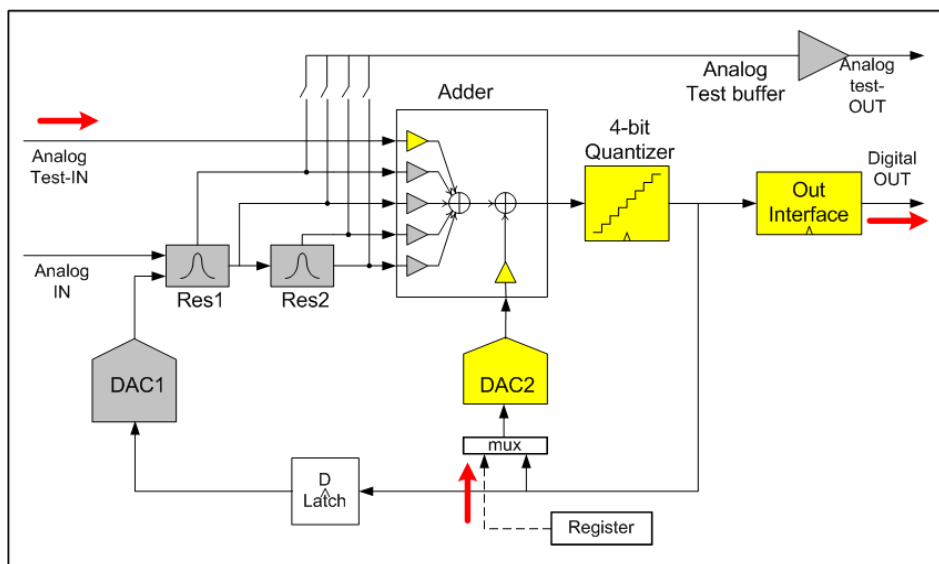 Analog
Test buffer
Analog
test-
OUT
Adder
4-bit
Quantizer
Analog
Test-IN
Digital
OUT
Out
Interface
Analog
IN
Res1
Res2
DAC1
DAC2
mux
D
Latch
Register